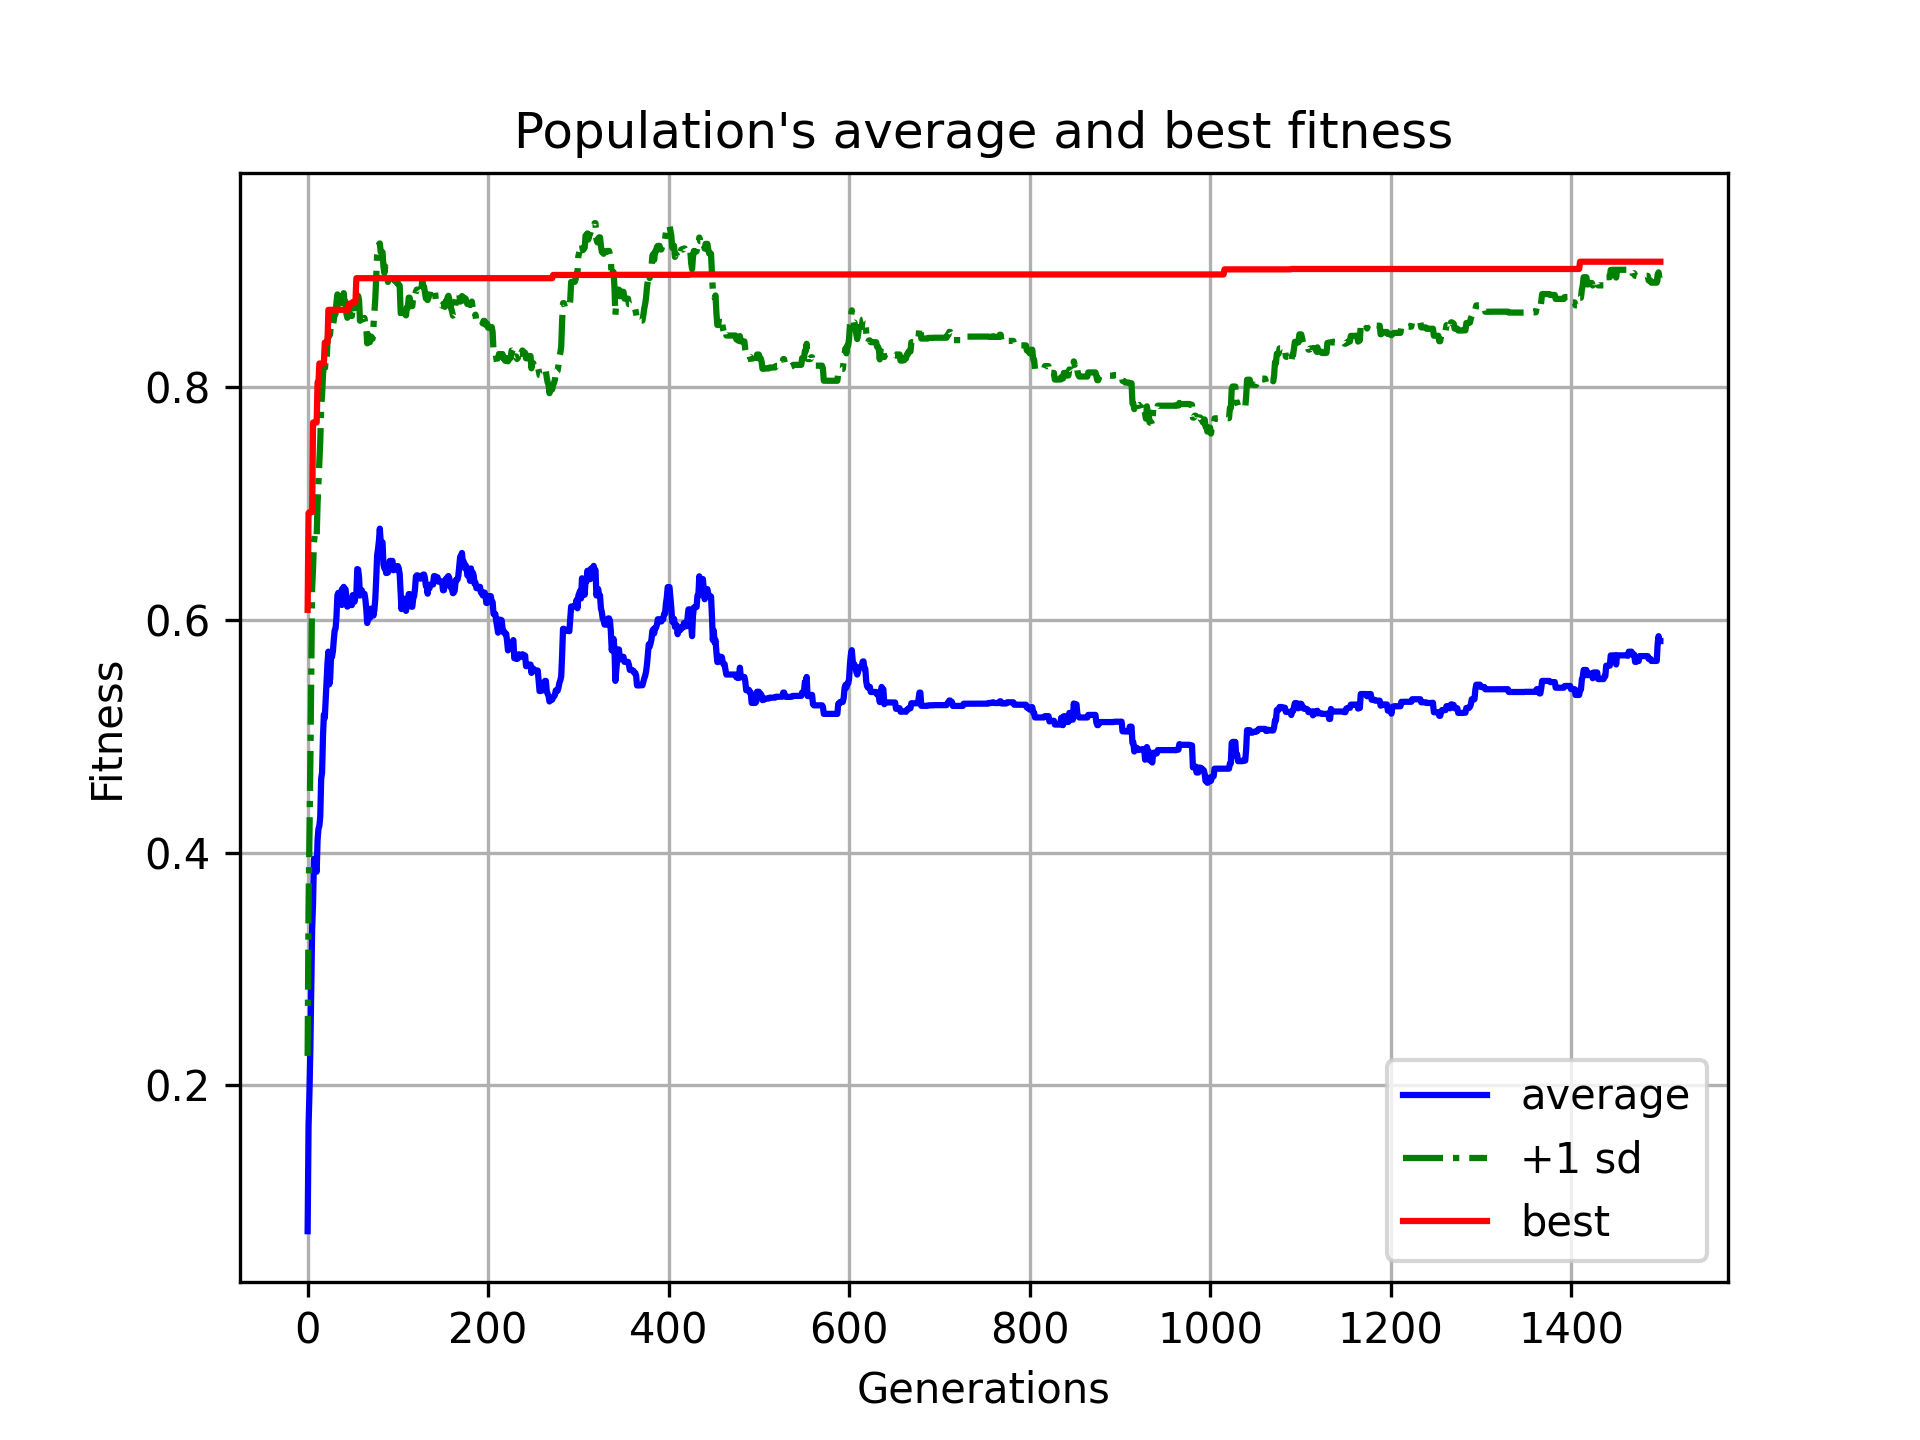 Population's average and best fitness
Fitness
0.8
0.6
0.4
0.2
0 200 400 600 800 1000 1200 1400
Generations
average
+1 sd
best